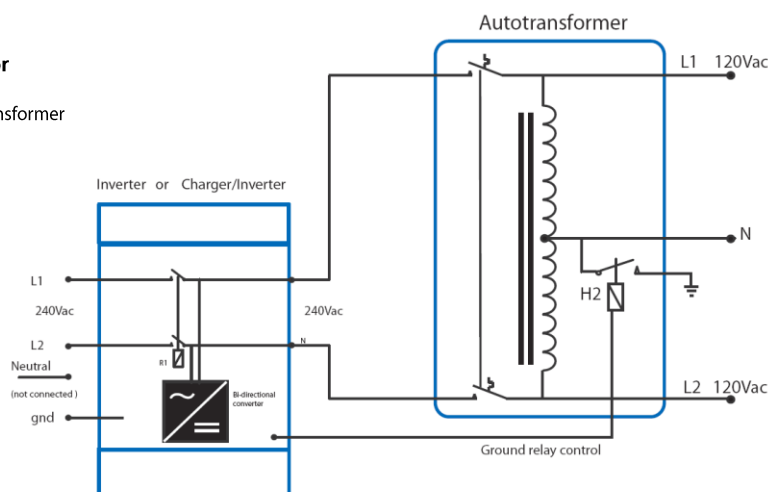 Autotransformer
or
nsformer
L1 120Vac
Inverter or Charger/Inverter
N
L1
H2
240Vac
240Vac
L2
N
R1
Neutral
(not connected )
Bi-directional
converter
L2 120Vac
gnd
Ground relay control